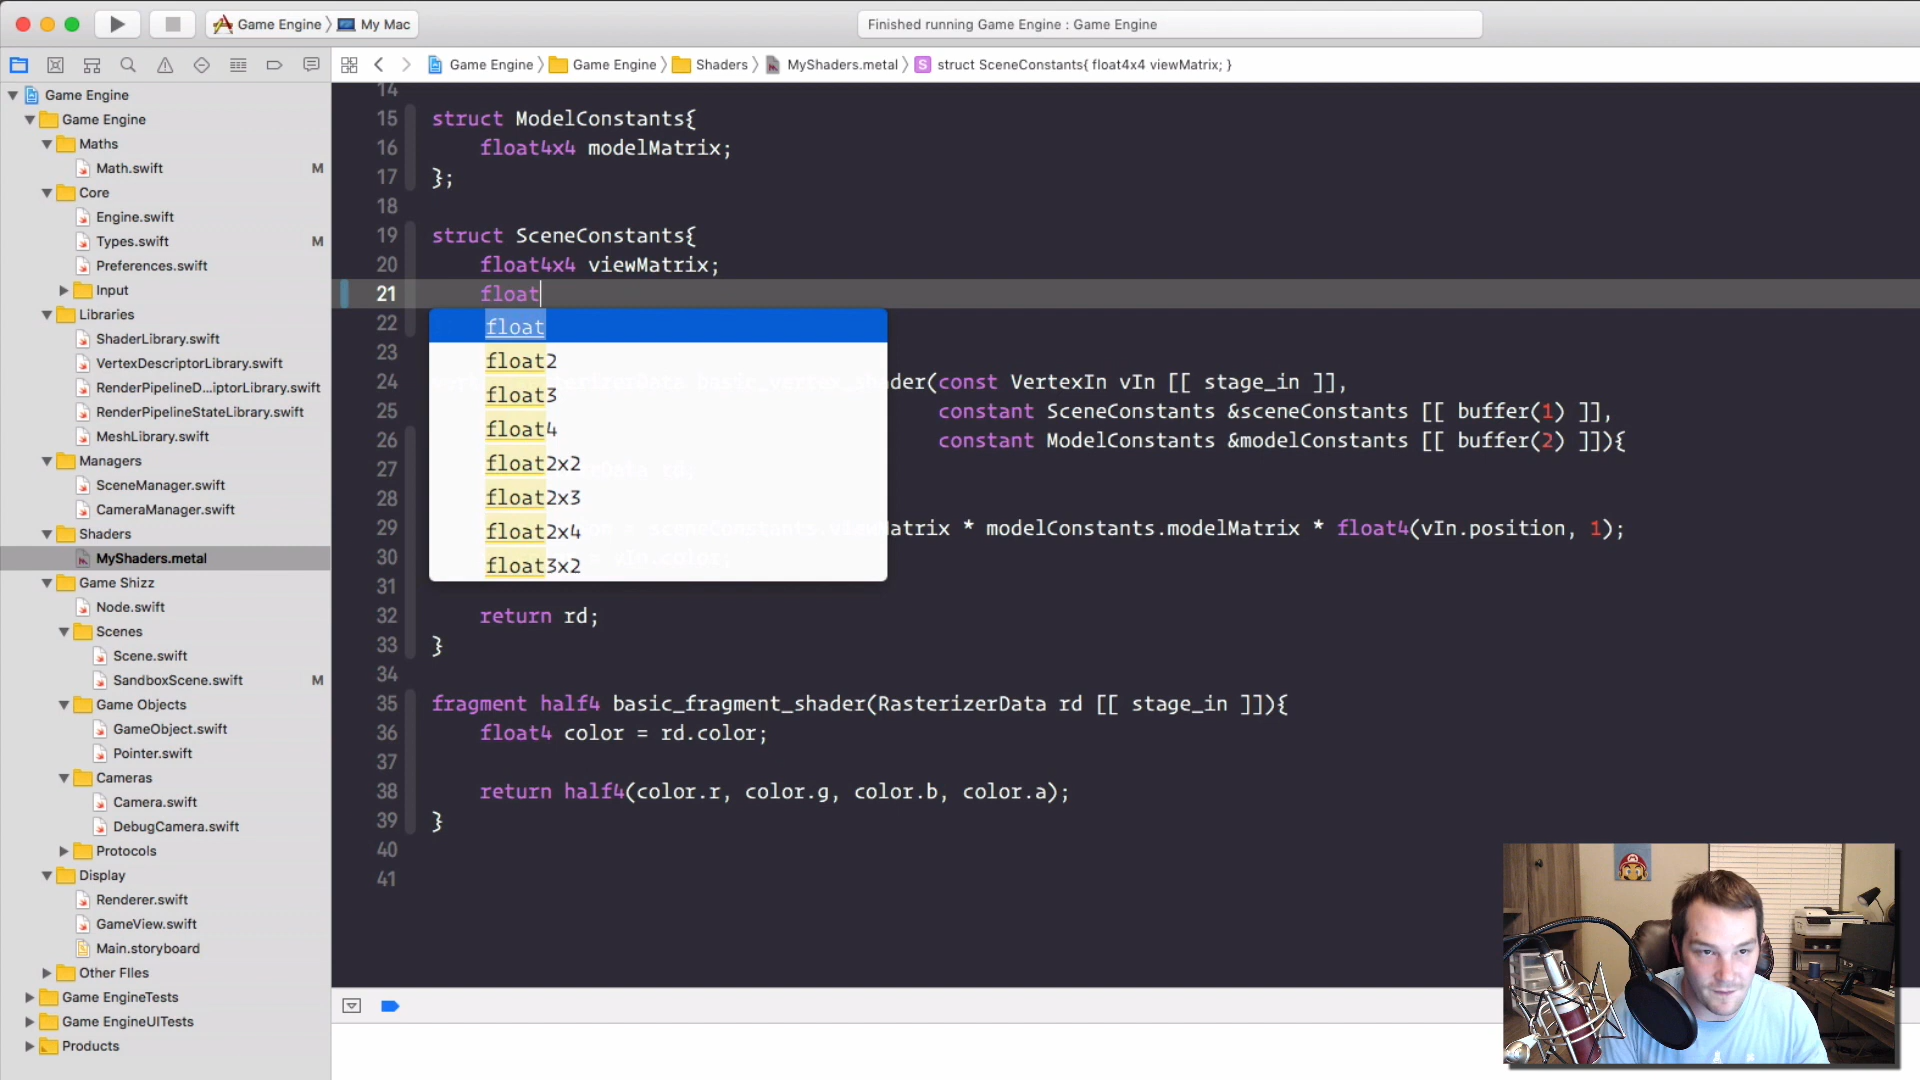 Game Engine
My Mac
Finished running Game Engine : Game Engine
Game Engine
Game Engine
Shaders
MyShaders.metal
S
struct SceneConstants{ float4x4 viewMatrix; }
Game Engine
Game Engine
Maths
Math.swift M
Core
Engine.swift
Types.swift M
Preferences.swift
Input
Libraries
ShaderLibrary.swift
VertexDescriptorLibrary.swift
RenderPipelineD...iptorLibrary.swift
RenderPipelineStateLibrary.swift
MeshLibrary.swift
Managers
SceneManager.swift
CameraManager.swift
Shaders
MyShaders.metal
Game Shizz
Node.swift
Scenes
Scene.swift
SandboxScene.swift M
Game Objects
GameObject.swift
Pointer.swift
Cameras
Camera.swift
DebugCamera.swift
Protocols
Display
Renderer.swift
GameView.swift
Main.storyboard
Other FIles
Game EngineTests
Game EngineUITests
Products
14
15 struct ModelConstants{
16 float4x4 modelMatrix;
17 };
18
19 struct SceneConstants{
20 float4x4 viewMatrix;
21 float
22
23
24 basic_vertex_shader(const VertexIn vIn [[ stage_in ]],
25 constant SceneConstants &sceneConstants [[ buffer(1) ]],
26 constant ModelConstants &modelConstants [[ buffer(2) ]]){
27 rd;
28
29 sceneConstants.viewMatrix * modelConstants.modelMatrix * float4(vIn.position, 1);
30 = vIn.color;
31
32 return rd;
33 }
34
35 fragment half4 basic_fragment_shader(RasterizerData rd [[ stage_in ]]){
36 float4 color = rd.color;
37
38 return half4(color.r, color.g, color.b, color.a);
39 }
40
41
float
float2
float3
float4
float2x2
float2x3
float2x4
float3x2